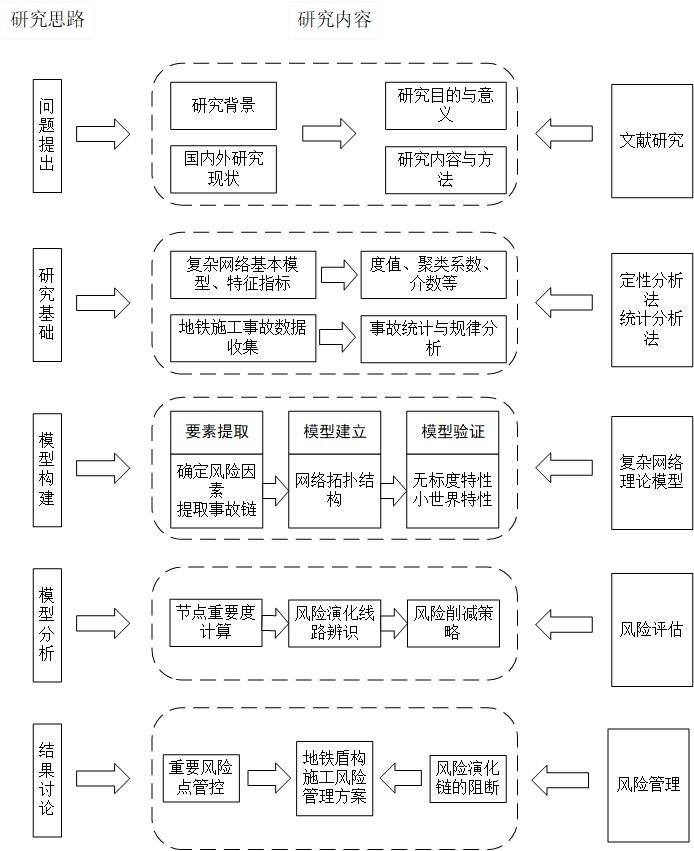 研究思路
研究内容
问
题
提
出
研究背景
国内外研究
现状
研究目的与意
义
研究内容与方
法
文献研究
研
究
基
础
复杂网络基本模
型、特征指标
度值、聚类系数、
介数等
地铁施工事故数据
收集
事故统计与规律分
析
定性分析
法
统计分析
法
模
型
构
建
要素提取
确定风险因
素
提取事故链
模型建立
网络拓扑结
构
模型验证
无标度特性
小世界特性
复杂网络
理论模型
模
型
分
析
节点重要度
计算
风险演化线
路辨识
风险削减策
略
风险评估
结
果
讨
论
重要风险
点管控
地铁盾构
施工风险
管理方案
风险演化
链的阻断
风险管理